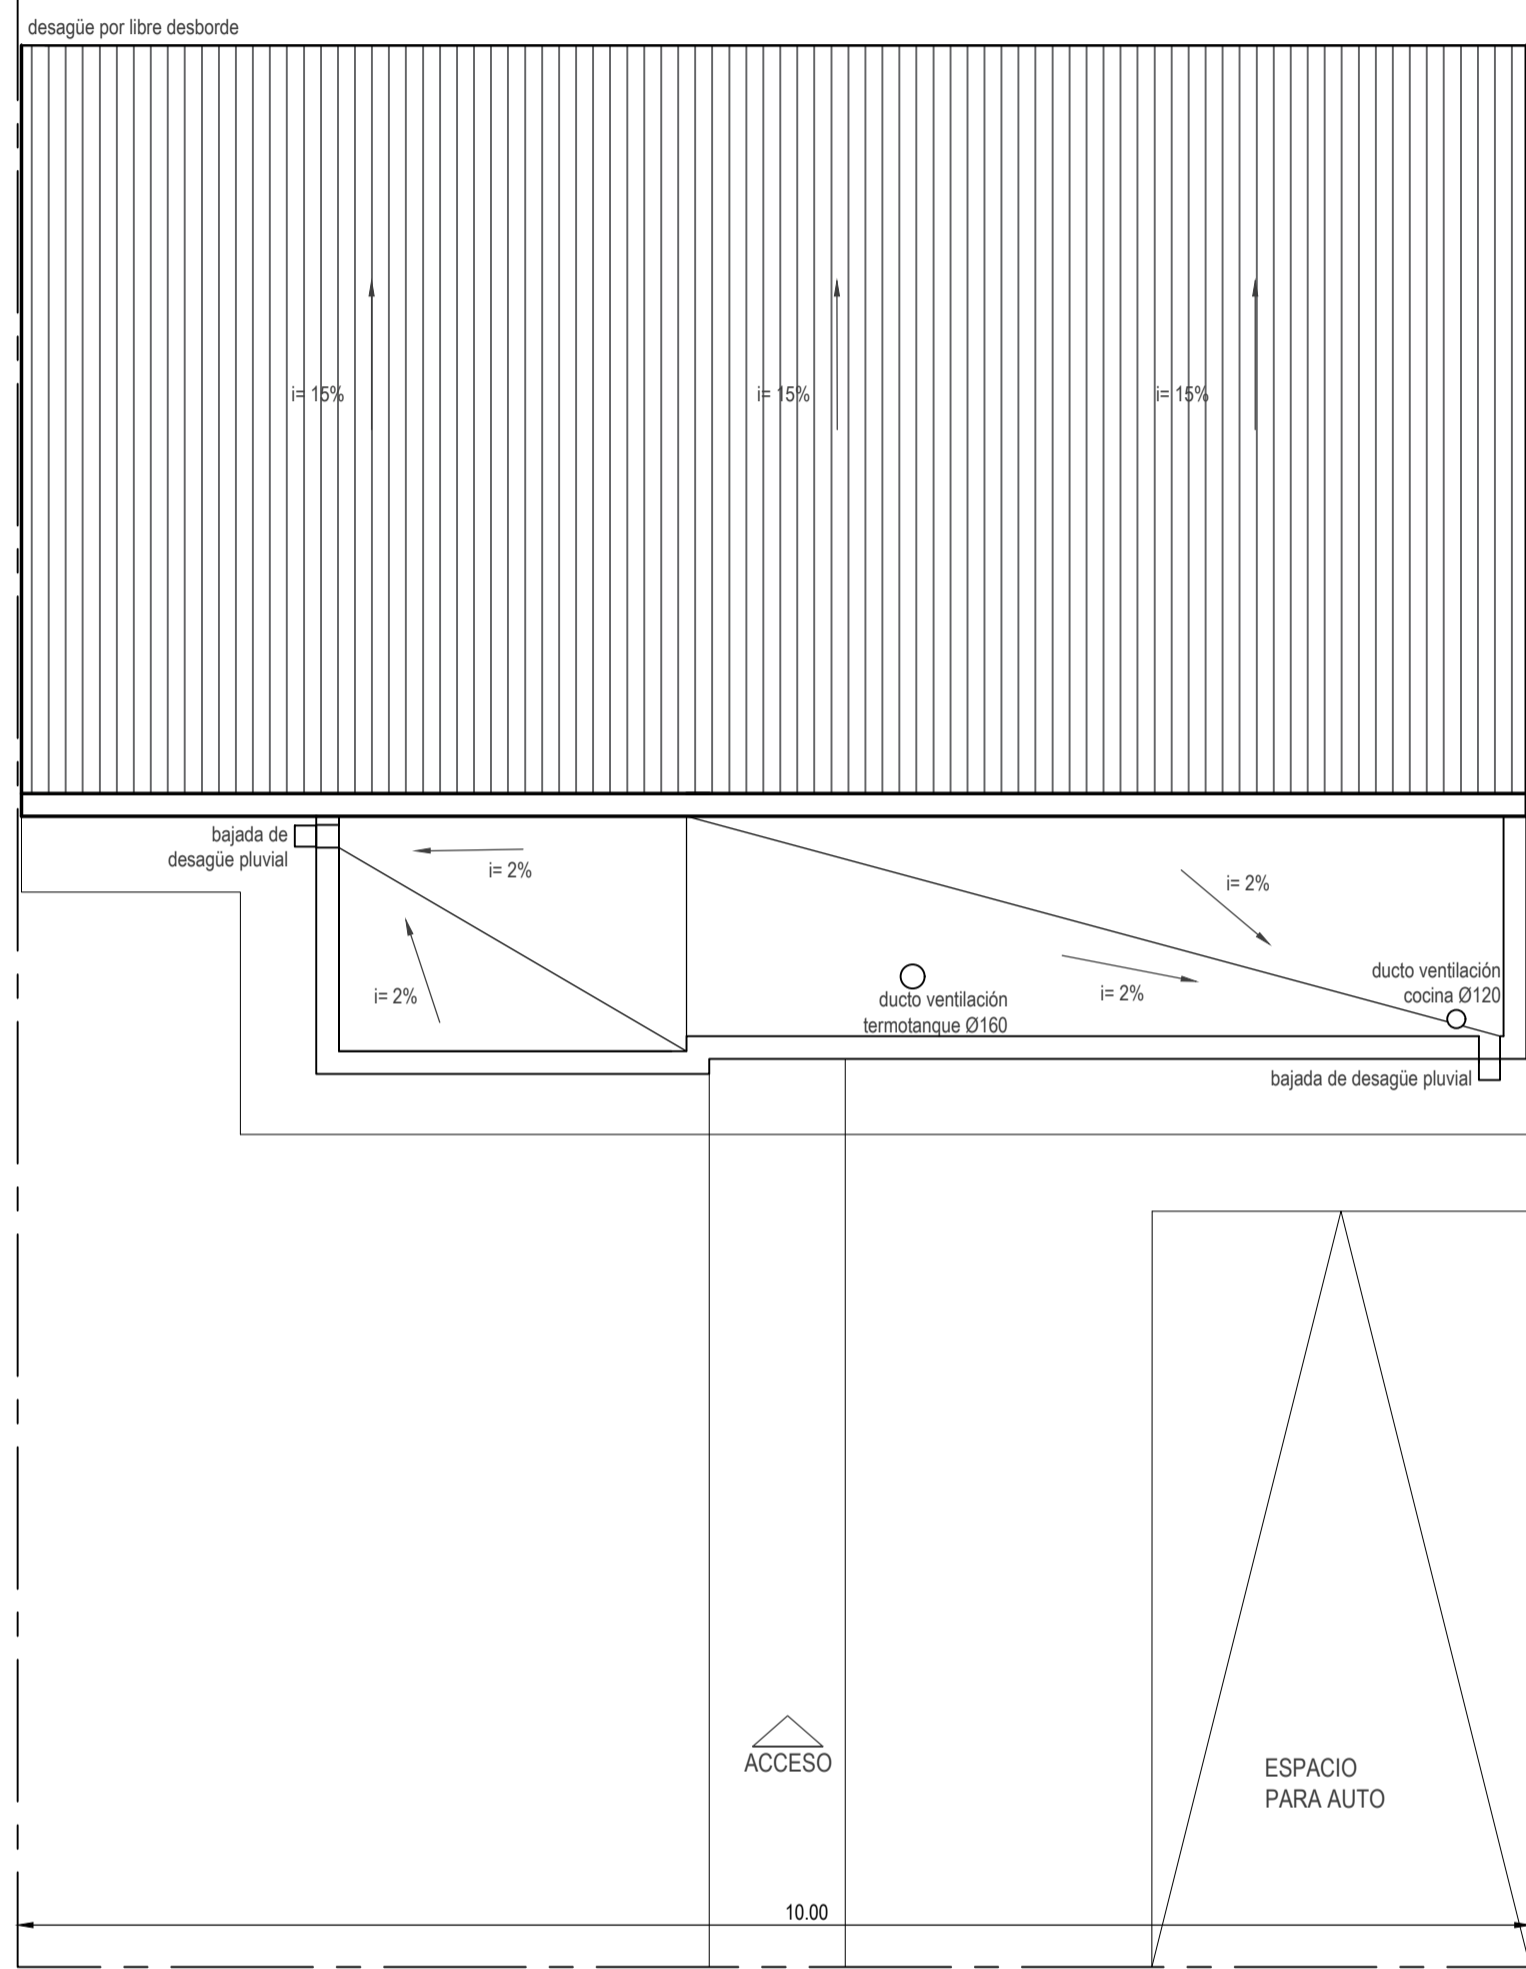 desagüe por libre desborde
i= 15%
i= 15%
i= 15%
bajada de
desagüe pluvial
i= 2%
i= 2%
i= 2%
i= 2%
ducto ventilación
cocina Ø120
ducto ventilación
termotanque Ø160
bajada de desagüe pluvial
ACCESO
ESPACIO
PARA AUTO
10.00